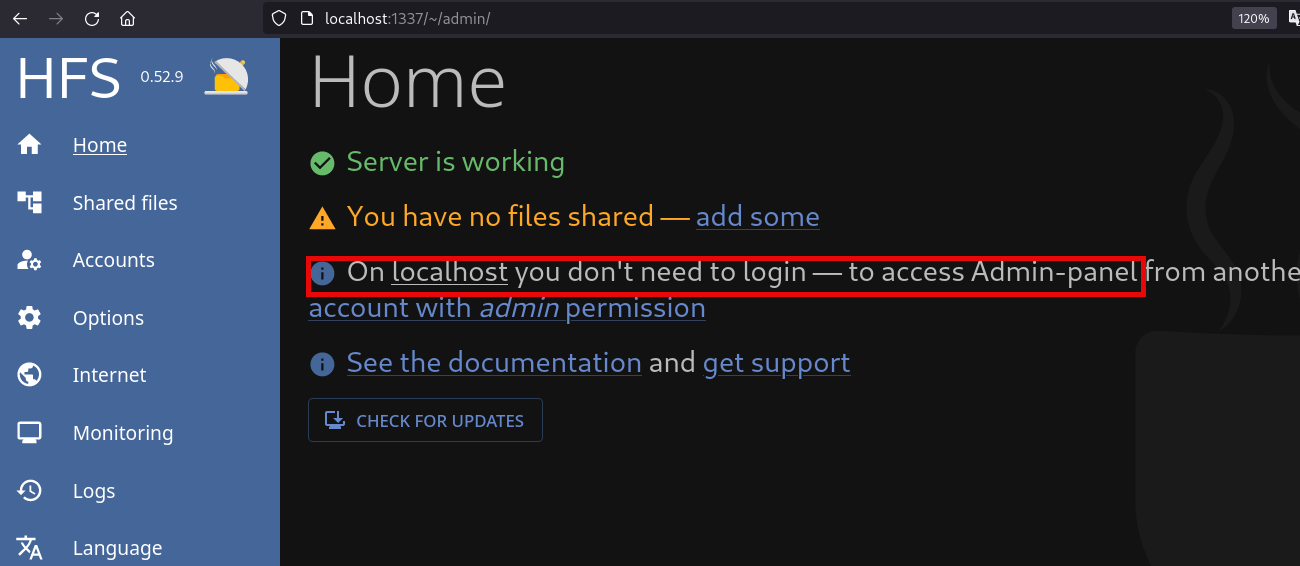 localhost:1337/~/admin/
120%
HFS 0.52.9
Home
Shared files
Accounts
Options
Internet
Monitoring
Logs
Language
Home
Server is working
You have no files shared — add some
On localhost you don't need to login — to access Admin-panel from anothe
account with admin permission
See the documentation and get support
CHECK FOR UPDATES